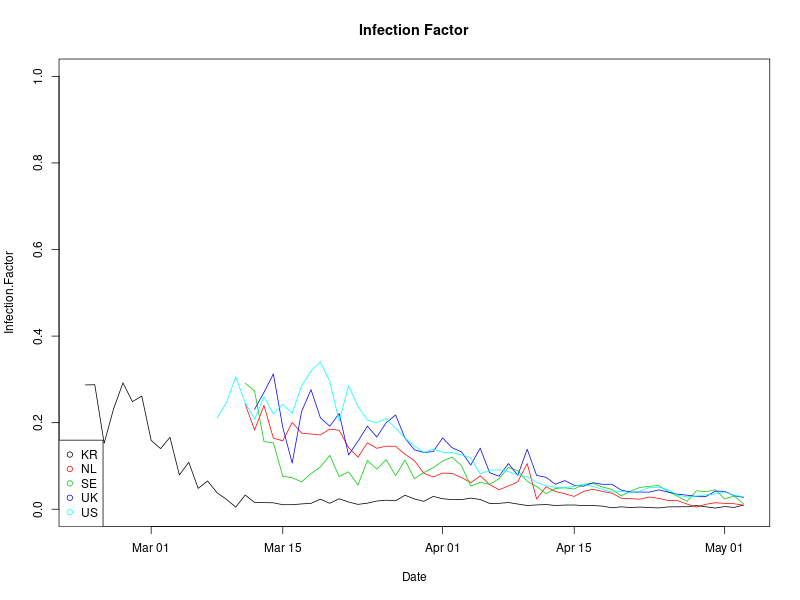 Infection Factor
Infection.Factor
1.0
0.8
0.6
0.4
0.2
0.0
KR
NL
SE
UK
US
Mar 01
Mar 15
Apr 01
Apr 15
May 01
Date